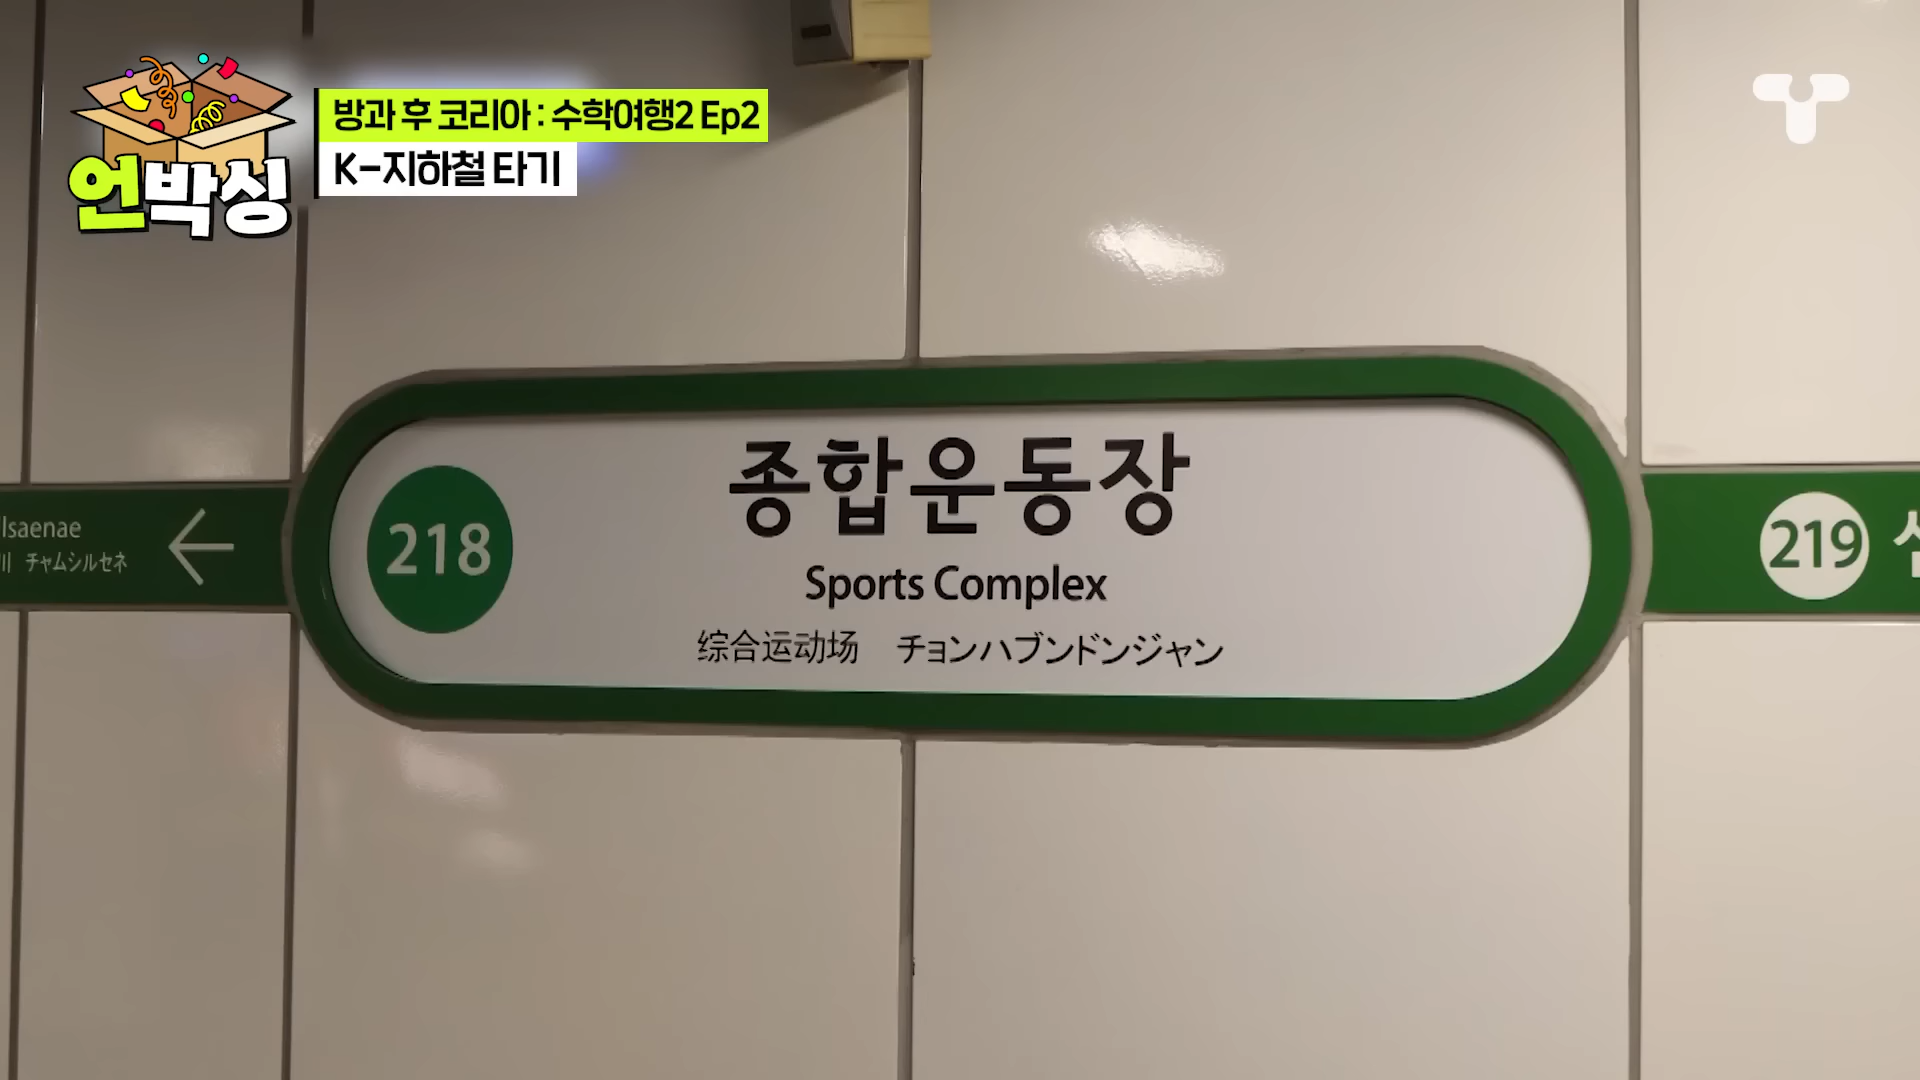 언박싱
방과 후 코리아 : 수학여행2 Ep2
K-지하철 타기
lsaenae
川 チャムシルセネ
218
종합운동장
Sports Complex
综合运动场 チョンハブンドンジャン
219